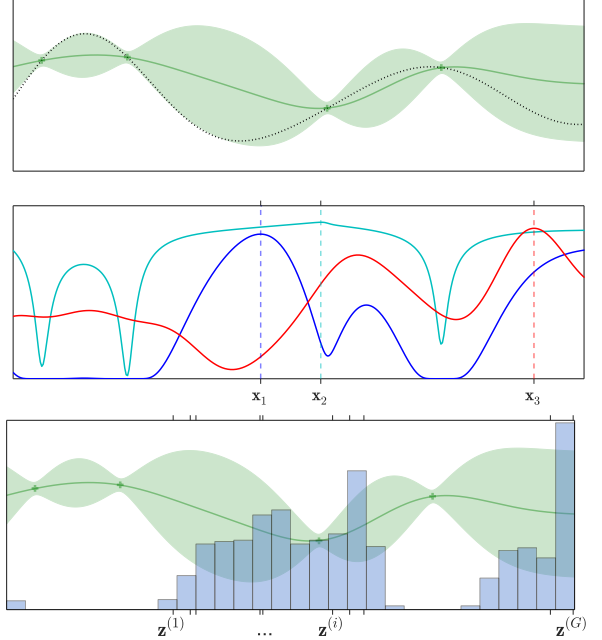 x₁ x₂ x₃
z⁽¹⁾ ... z⁽ⁱ⁾ z⁽ᴳ⁾